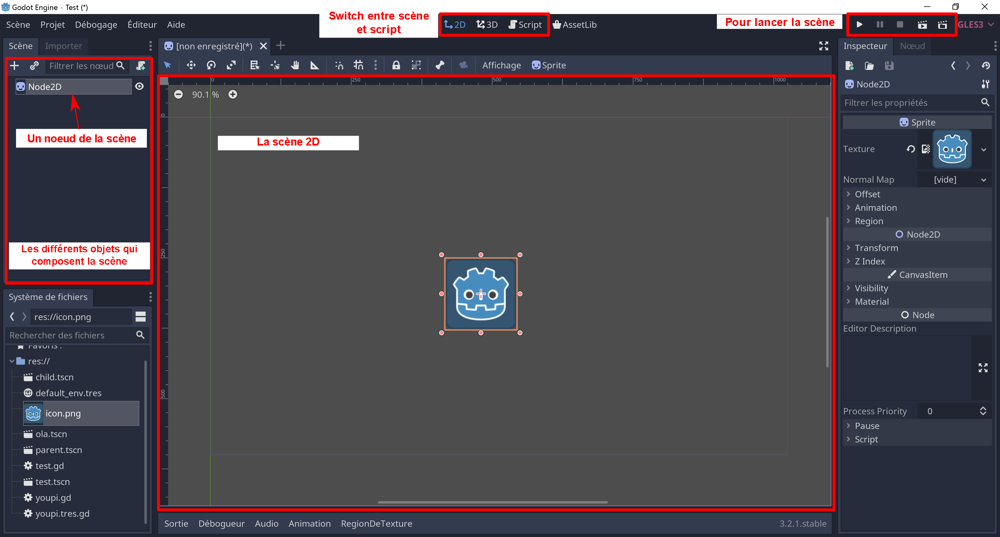 Godot Engine - Test (*)
Scène Projet Débogage Éditeur Aide
Switch entre scène
et script
2D 3D Script AssetLib
Pour lancer la scène
GLES3
Scène Importer
Filtrer les nœud
Node2D
Un noeud de la scène
Les différents objets qui
composent la scène
Système de fichiers
res://icon.png
Rechercher des fichiers
Favoris :
res://
child.tscn
default_env.tres
icon.png
ola.tscn
parent.tscn
test.gd
test.tscn
youpi.gd
youpi.tres.gd
[non enregistré](*)
Affichage Sprite
0 250 500 750 1000
90.1 %
0
250
500
La scène 2D
Sortie Débogueur Audio Animation RegionDeTexture 3.2.1.stable
Inspecteur Nœud
Node2D
Filtrer les propriétés
Sprite
Texture
Normal Map [vide]
Offset
Animation
Region
Node2D
Transform
Z Index
CanvasItem
Visibility
Material
Node
Editor Description
Process Priority 0
Pause
Script